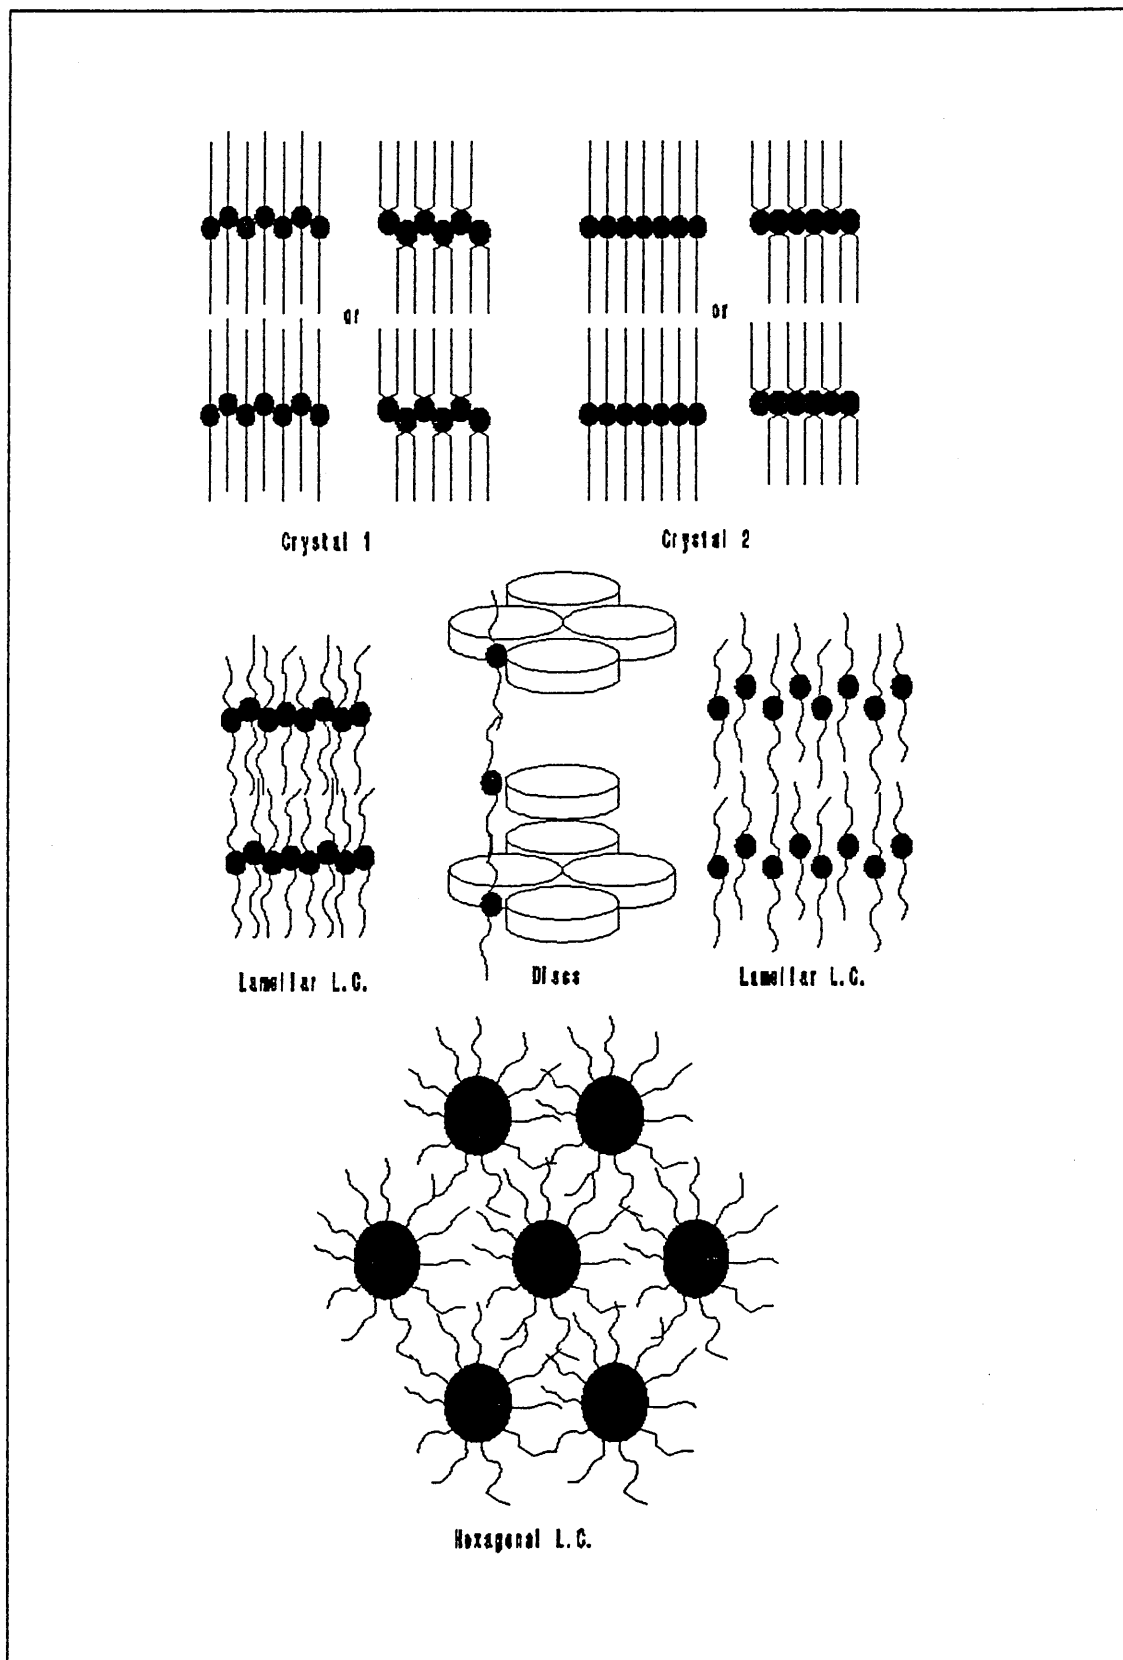 or
or
Crystal 1
Crystal 2
Lamellar L.C.
Discs
Lamellar L.C.
Hexagonal L.C.